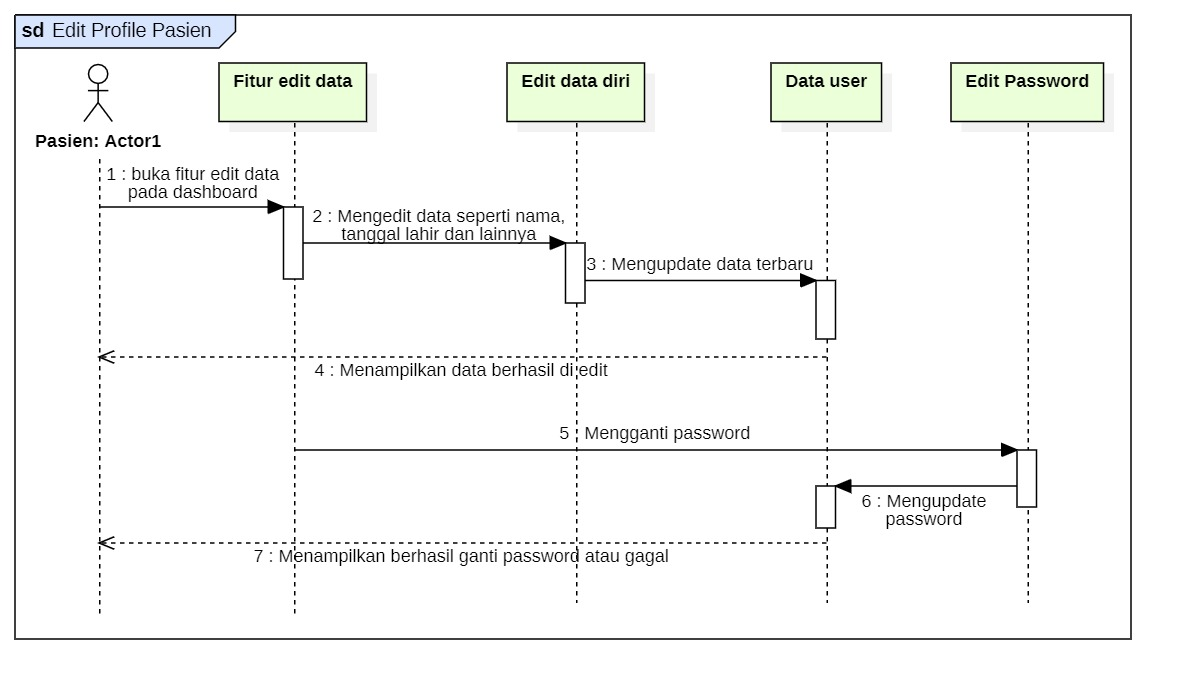 sd Edit Profile Pasien
Fitur edit data
Edit data diri
Data user
Edit Password
Pasien: Actor1
1 : buka fitur edit data
pada dashboard
2 : Mengedit data seperti nama,
tanggal lahir dan lainnya
3 : Mengupdate data terbaru
4 : Menampilkan data berhasil di edit
5 : Mengganti password
6 : Mengupdate
password
7 : Menampilkan berhasil ganti password atau gagal